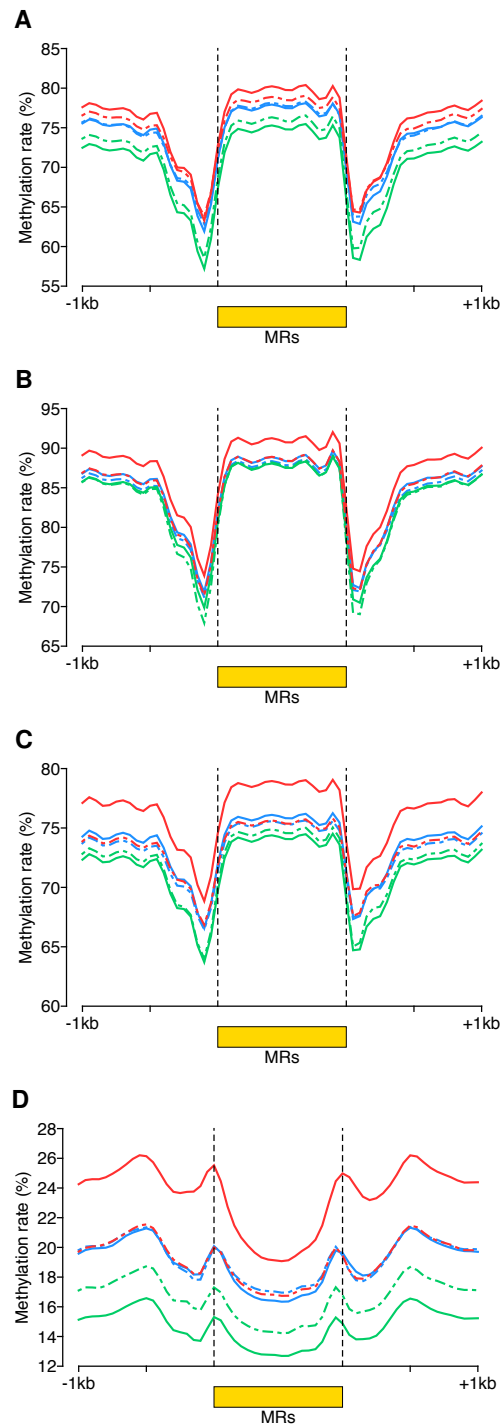 A
Methylation rate (%)
85
80
75
70
65
60
55
-1kb
+1kb
MRs
B
Methylation rate (%)
95
90
85
80
75
70
65
-1kb
+1kb
MRs
C
Methylation rate (%)
80
75
70
65
60
-1kb
+1kb
MRs
D
Methylation rate (%)
28
26
24
22
20
18
16
14
12
-1kb
+1kb
MRs